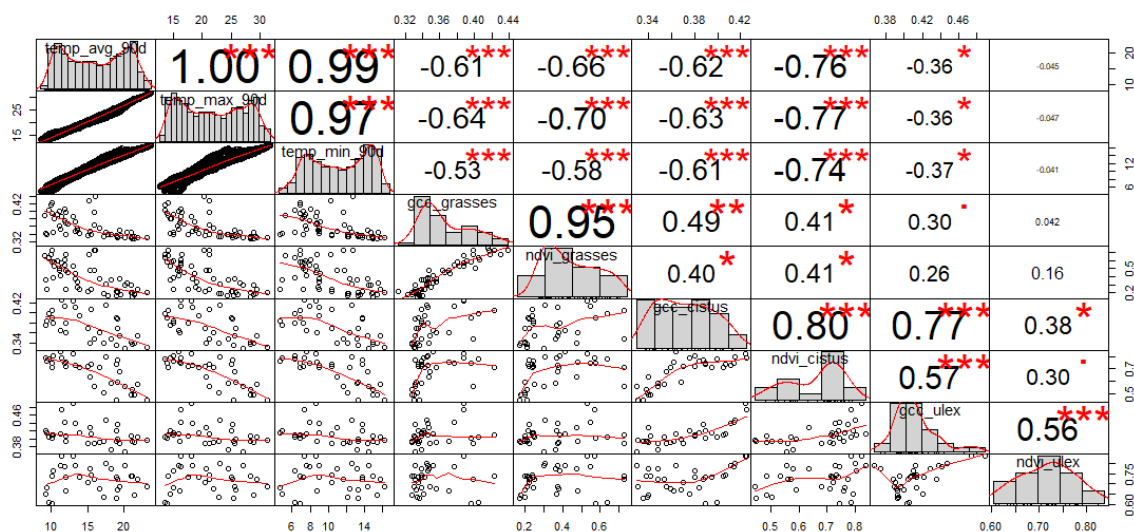 15 20 25 30 0.32 0.36 0.40 0.44 0.34 0.38 0.42 0.38 0.42 0.46
temp_avg_90d 1.00*** 0.99*** -0.61*** -0.66*** -0.62*** -0.76*** -0.36* -0.045 10 20
15 25 temp_max_90d 0.97*** -0.64*** -0.70*** -0.63*** -0.77*** -0.36* -0.047
temp_min_90d -0.53*** -0.58*** -0.61*** -0.74*** -0.37* -0.041 6 12
0.32 0.42 gcc_grasses 0.95*** 0.49** 0.41* 0.30. 0.042
ndvi_grasses 0.40* 0.41* 0.26 0.16 0.2 0.5
0.34 0.42 gcc_cistus 0.80*** 0.77*** 0.38*
ndvi_cistus 0.57*** 0.30. 0.5 0.7
0.38 0.46 gcc_ulex 0.56***
ndvi_ulex 0.60 0.75
10 15 20 6 8 10 14 0.2 0.4 0.6 0.5 0.6 0.7 0.8 0.60 0.70 0.80